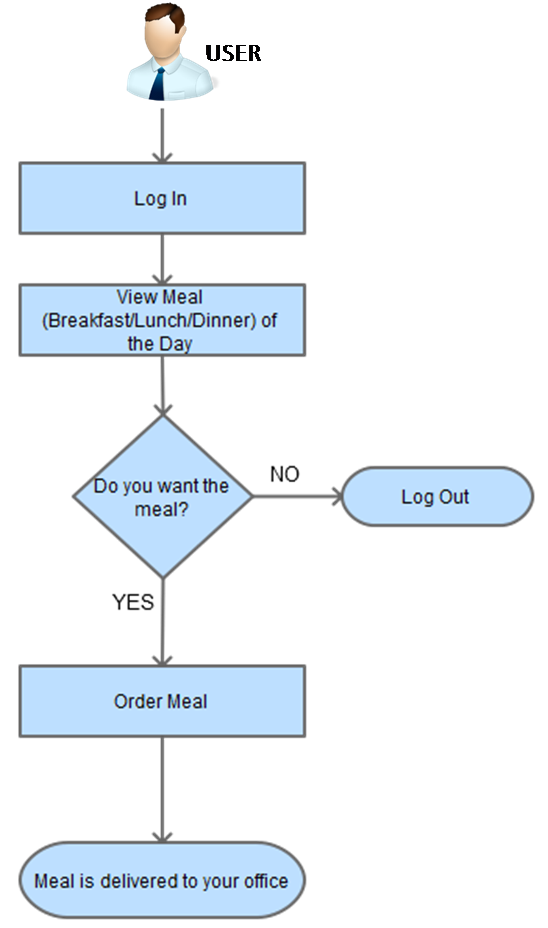 USER
Log In
View Meal
(Breakfast/Lunch/Dinner) of
the Day
Do you want the
meal?
NO
Log Out
YES
Order Meal
Meal is delivered to your office